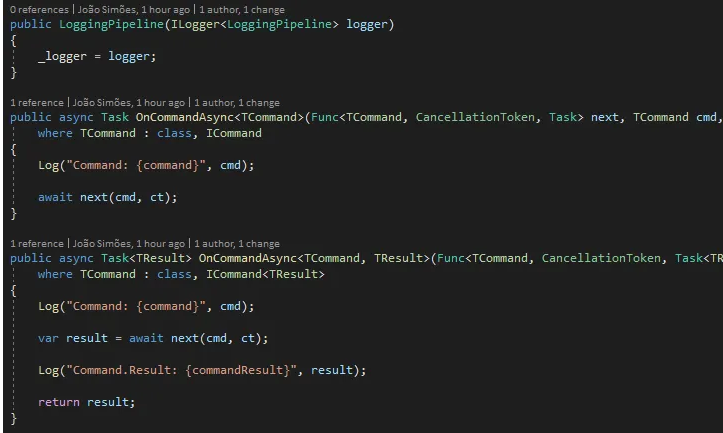 0 references | João Simões, 1 hour ago | 1 author, 1 change
public LoggingPipeline(ILogger<LoggingPipeline> logger)
{
    _logger = logger;
}
1 reference | João Simões, 1 hour ago | 1 author, 1 change
public async Task OnCommandAsync<TCommand>(Func<TCommand, CancellationToken, Task> next, TCommand cmd,
    where TCommand : class, ICommand
{
    Log("Command: {command}", cmd);
    await next(cmd, ct);
}
1 reference | João Simões, 1 hour ago | 1 author, 1 change
public async Task<TResult> OnCommandAsync<TCommand, TResult>(Func<TCommand, CancellationToken, Task<TR
    where TCommand : class, ICommand<TResult>
{
    Log("Command: {command}", cmd);
    var result = await next(cmd, ct);
    Log("Command.Result: {commandResult}", result);
    return result;
}